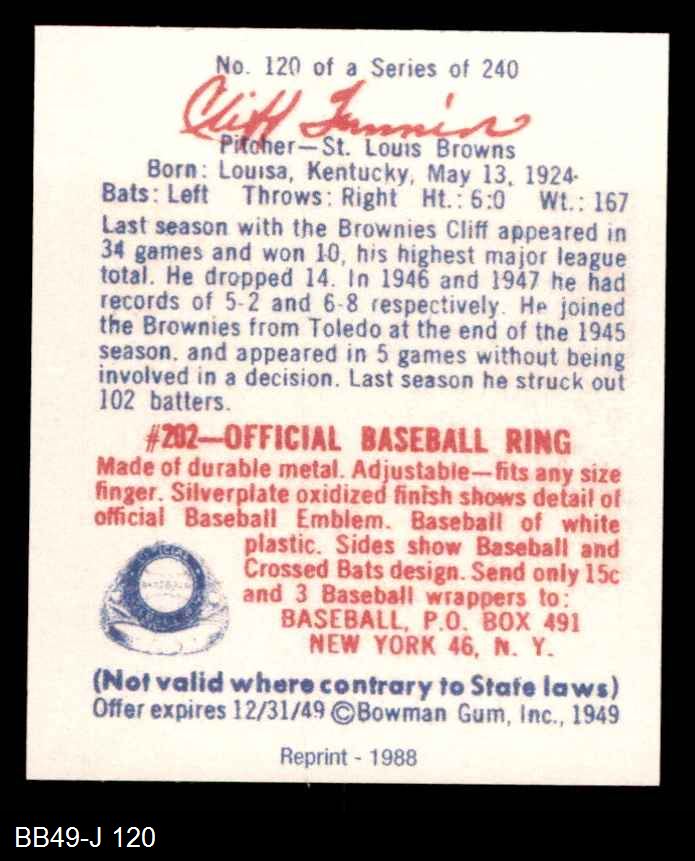 No. 120 of a Series of 240
Cliff Fannin
Pitcher—St. Louis Browns
Born: Louisa, Kentucky, May 13, 1924
Bats: Left Throws: Right Ht.: 6:0 Wt.: 167
Last season with the Brownies Cliff appeared in
34 games and won 10, his highest major league
total. He dropped 14. In 1946 and 1947 he had
records of 5-2 and 6-8 respectively. He joined
the Brownies from Toledo at the end of the 1945
season, and appeared in 5 games without being
involved in a decision. Last season he struck out
102 batters.
#202—OFFICIAL BASEBALL RING
Made of durable metal. Adjustable—fits any size
finger. Silverplate oxidized finish shows detail of
official Baseball Emblem. Baseball of white
plastic. Sides show Baseball and
Crossed Bats design. Send only 15c
and 3 Baseball wrappers to:
BASEBALL, P.O. BOX 491
NEW YORK 46, N. Y.
(Not valid where contrary to State laws)
Offer expires 12/31/49 ©Bowman Gum, Inc., 1949
Reprint - 1988
BB49-J 120